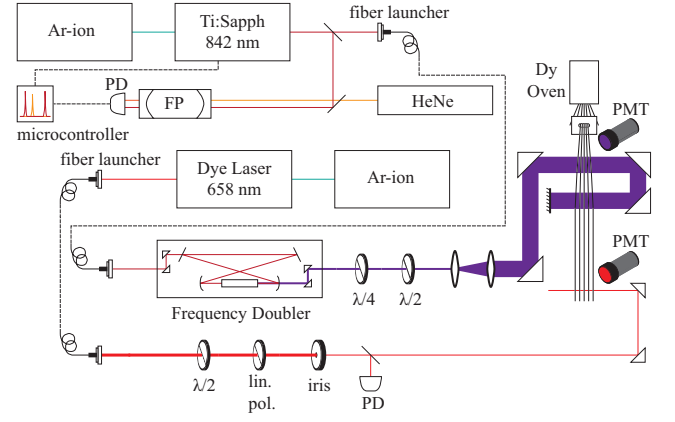 fiber launcher
Ar-ion
Ti:Sapph
842 nm
Dy
Oven
PD
FP
HeNe
PMT
microcontroller
fiber launcher
Dye Laser
658 nm
Ar-ion
PMT
λ/4
λ/2
Frequency Doubler
λ/2
lin.
pol.
iris
PD